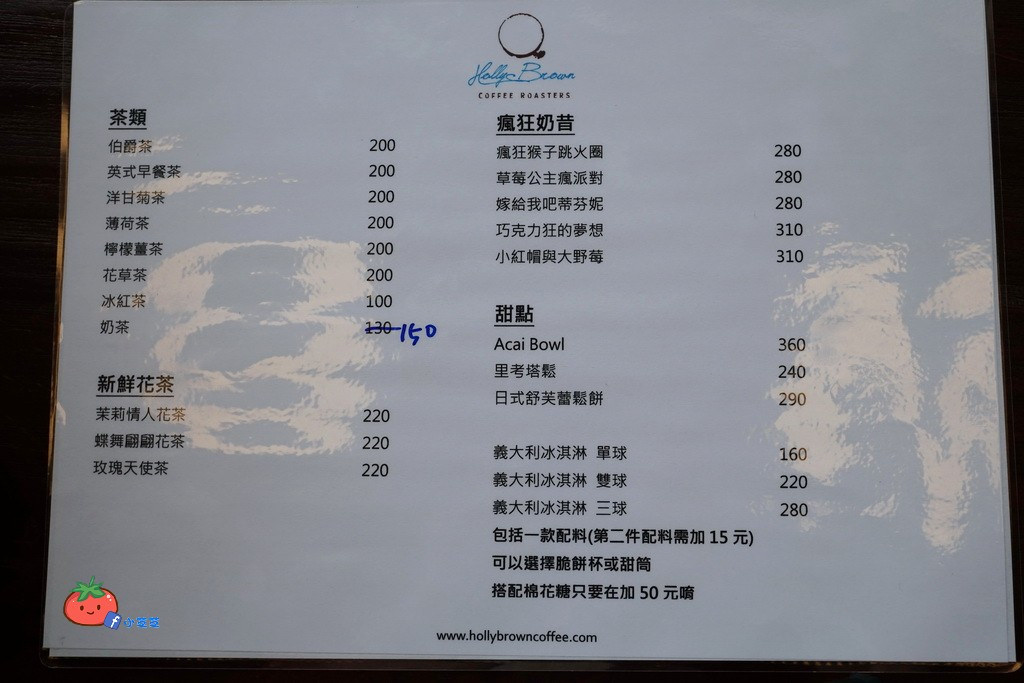 Holly Brown
COFFEE ROASTERS
茶類
伯爵茶 200
英式早餐茶 200
洋甘菊茶 200
薄荷茶 200
檸檬薑茶 200
花草茶 200
冰紅茶 100
奶茶 130 150
新鮮花茶
茉莉情人花茶 220
蝶舞翩翩花茶 220
玫瑰天使茶 220
瘋狂奶昔
瘋狂猴子跳火圈 280
草莓公主瘋派對 280
嫁給我吧蒂芬妮 280
巧克力狂的夢想 310
小紅帽與大野莓 310
甜點
Acai Bowl 360
里考塔鬆 240
日式舒芙蕾鬆餅 290
義大利冰淇淋 單球 160
義大利冰淇淋 雙球 220
義大利冰淇淋 三球 280
包括一款配料(第二件配料需加 15 元)
可以選擇脆餅杯或甜筒
搭配棉花糖只要在加 50 元唷
www.hollybrowncoffee.com